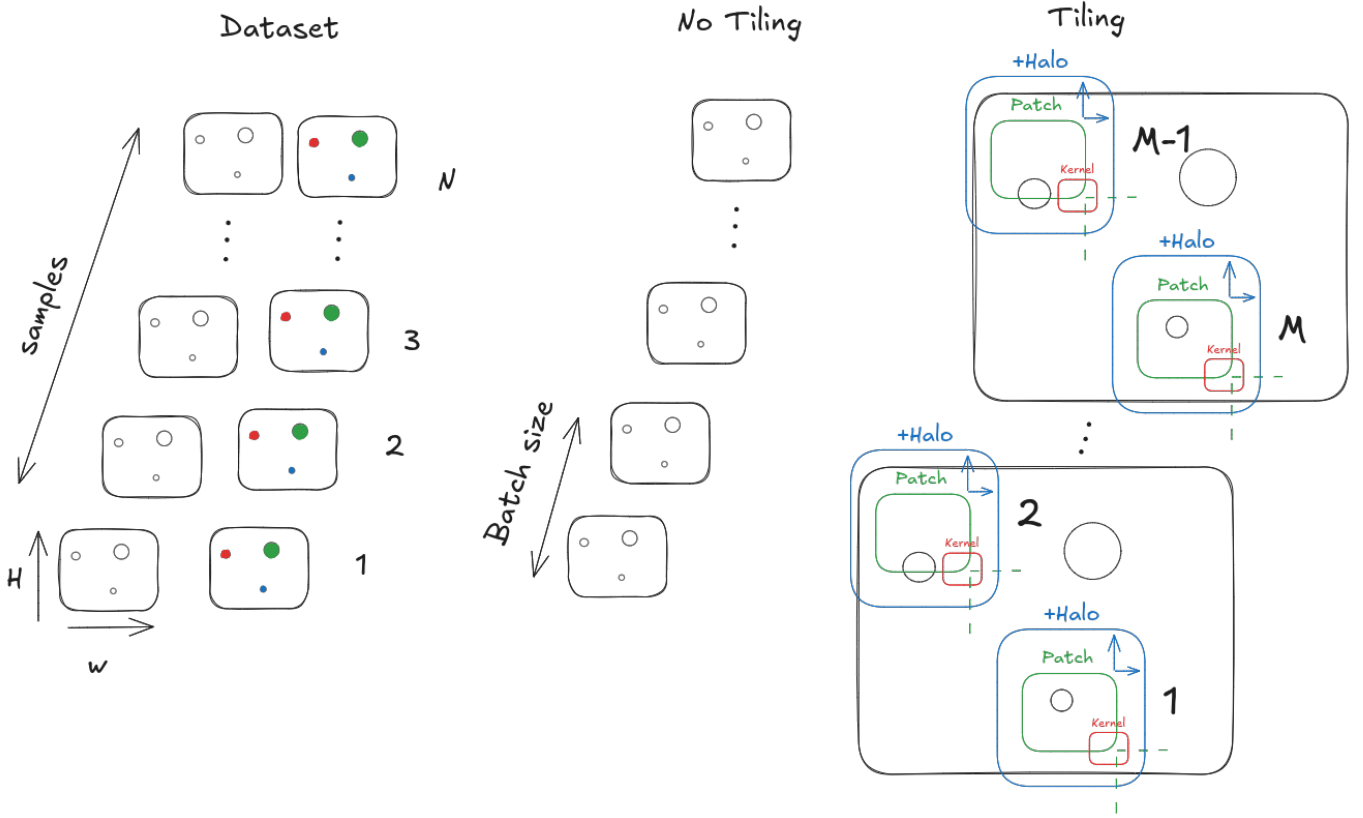 Dataset
N
3
2
1
samples
H
w
No Tiling
Batch size
Tiling
+Halo
Patch
Kernel
M-1
+Halo
Patch
Kernel
M
+Halo
Patch
Kernel
2
+Halo
Patch
Kernel
1